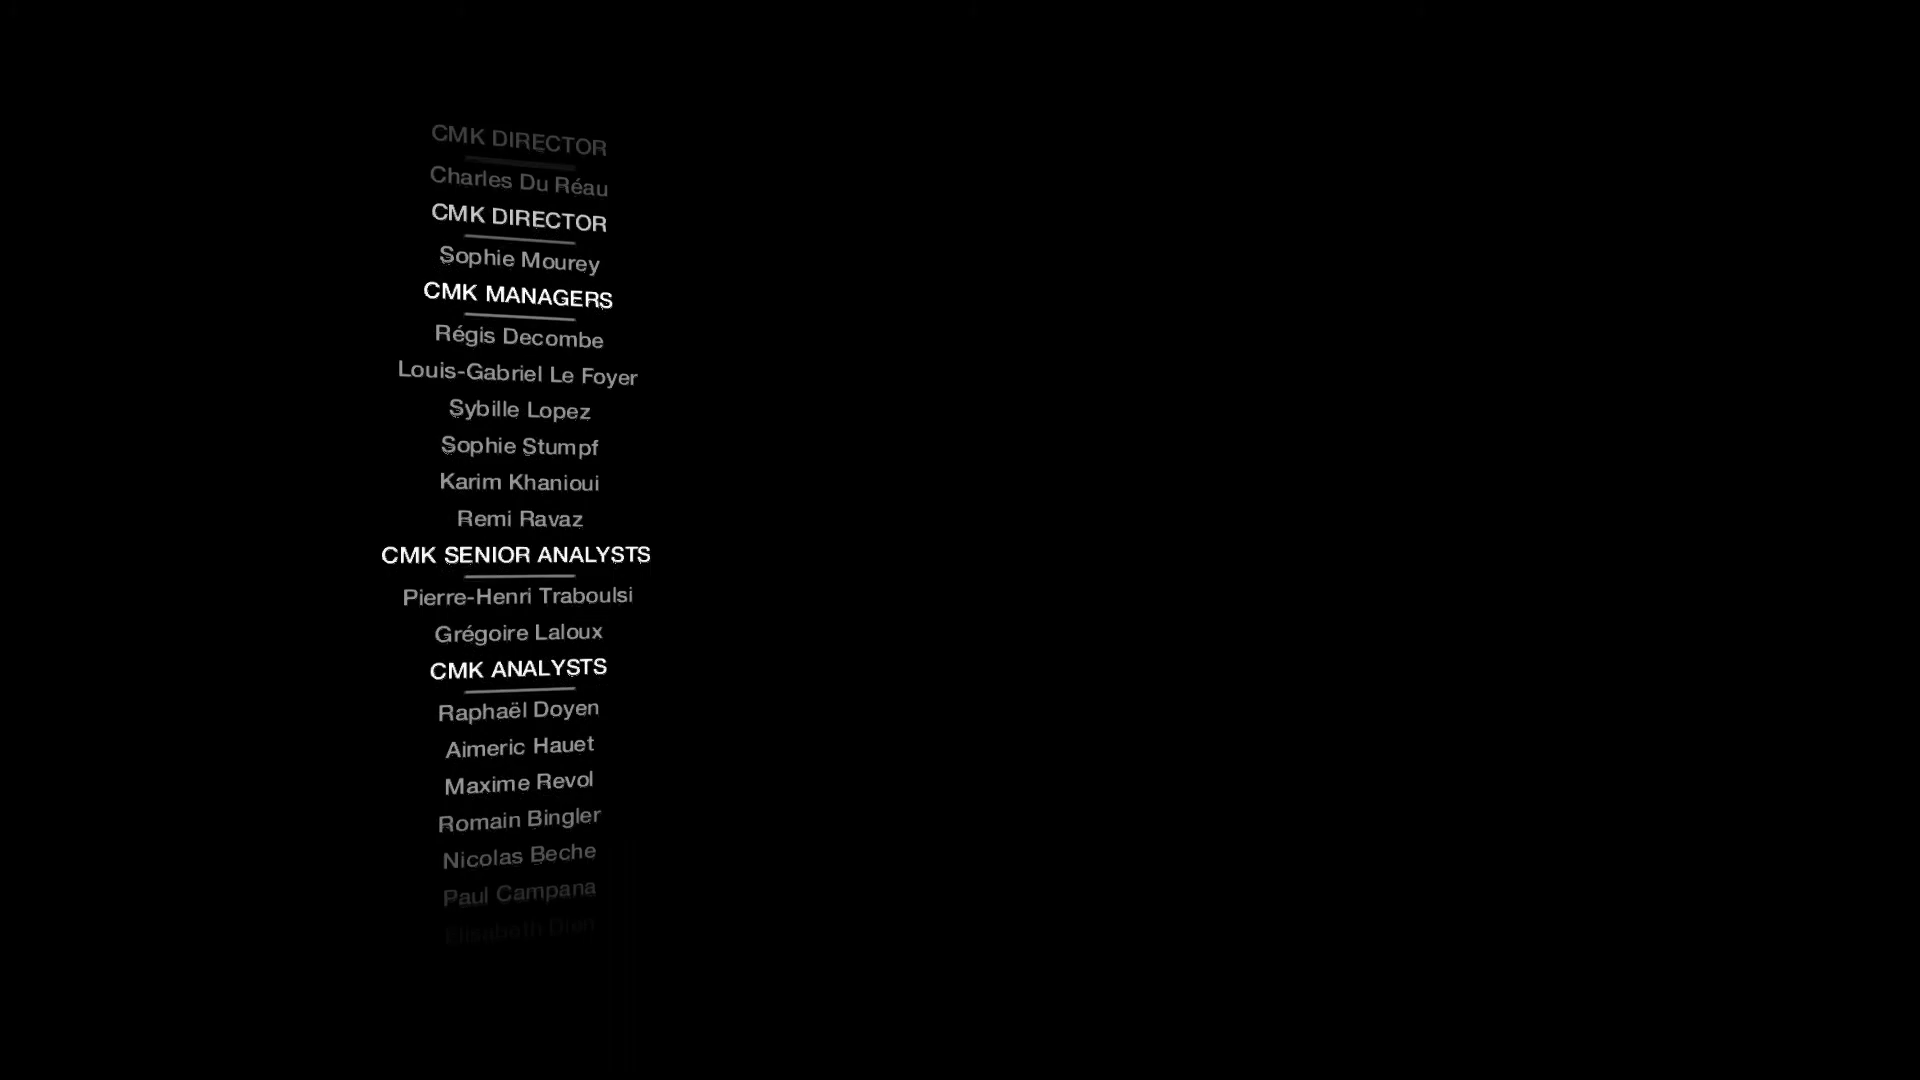 CMK DIRECTOR
Charles Du Réau
CMK DIRECTOR
Sophie Mourey
CMK MANAGERS
Régis Decombe
Louis-Gabriel Le Foyer
Sybille Lopez
Sophie Stumpf
Karim Khanioui
Remi Ravaz
CMK SENIOR ANALYSTS
Pierre-Henri Traboulsi
Grégoire Laloux
CMK ANALYSTS
Raphaël Doyen
Aimeric Hauet
Maxime Revol
Romain Bingler
Nicolas Beche
Paul Campana
Elisabeth Dien